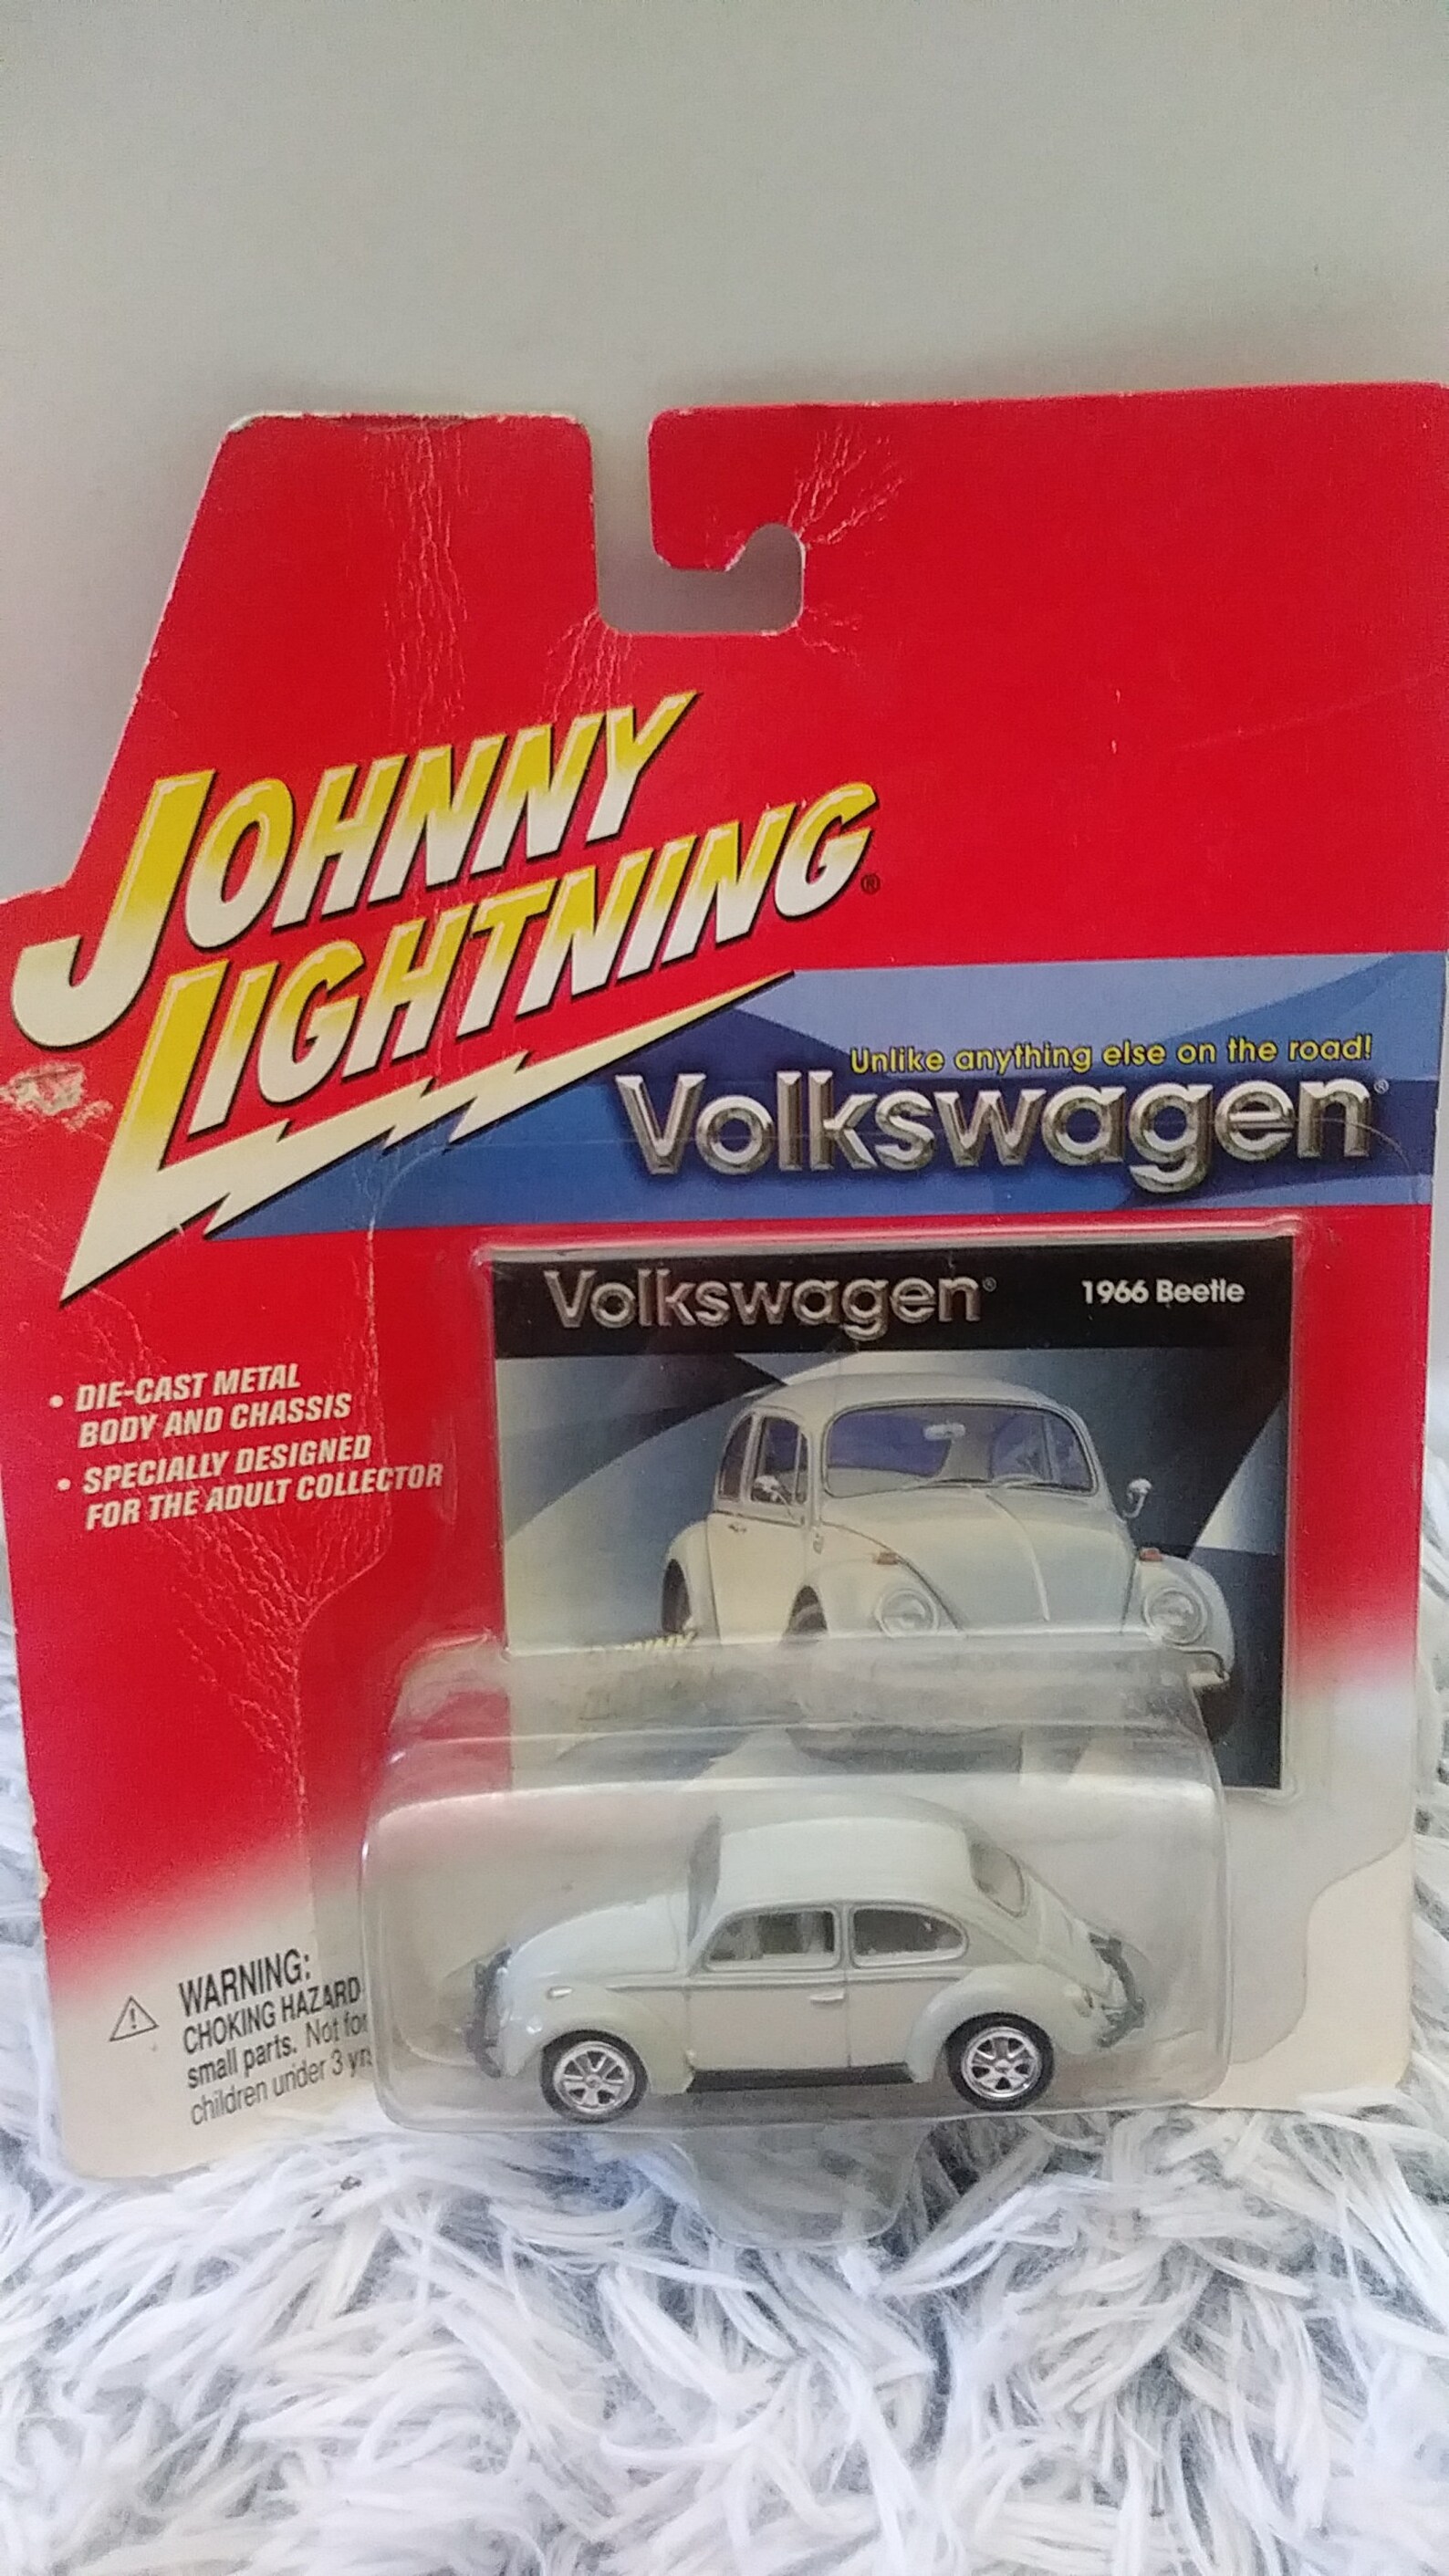 JOHNNY
LIGHTNING®
Unlike anything else on the road!
Volkswagen®
Volkswagen® 1966 Beetle
• DIE-CAST METAL
BODY AND CHASSIS
• SPECIALLY DESIGNED
FOR THE ADULT COLLECTOR
JOHNNY
WARNING:
CHOKING HAZARD
small parts. Not for
children under 3 yrs